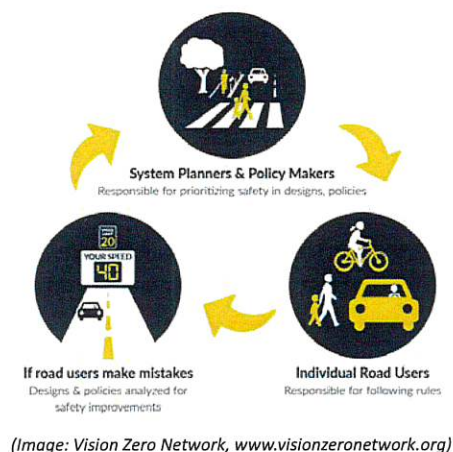 System Planners & Policy Makers
Responsible for prioritizing safety in designs, policies
20
YOUR SPEED
40
If road users make mistakes
Designs & policies analyzed for
safety improvements
Individual Road Users
Responsible for following rules
(Image: Vision Zero Network, www.visionzeronetwork.org)